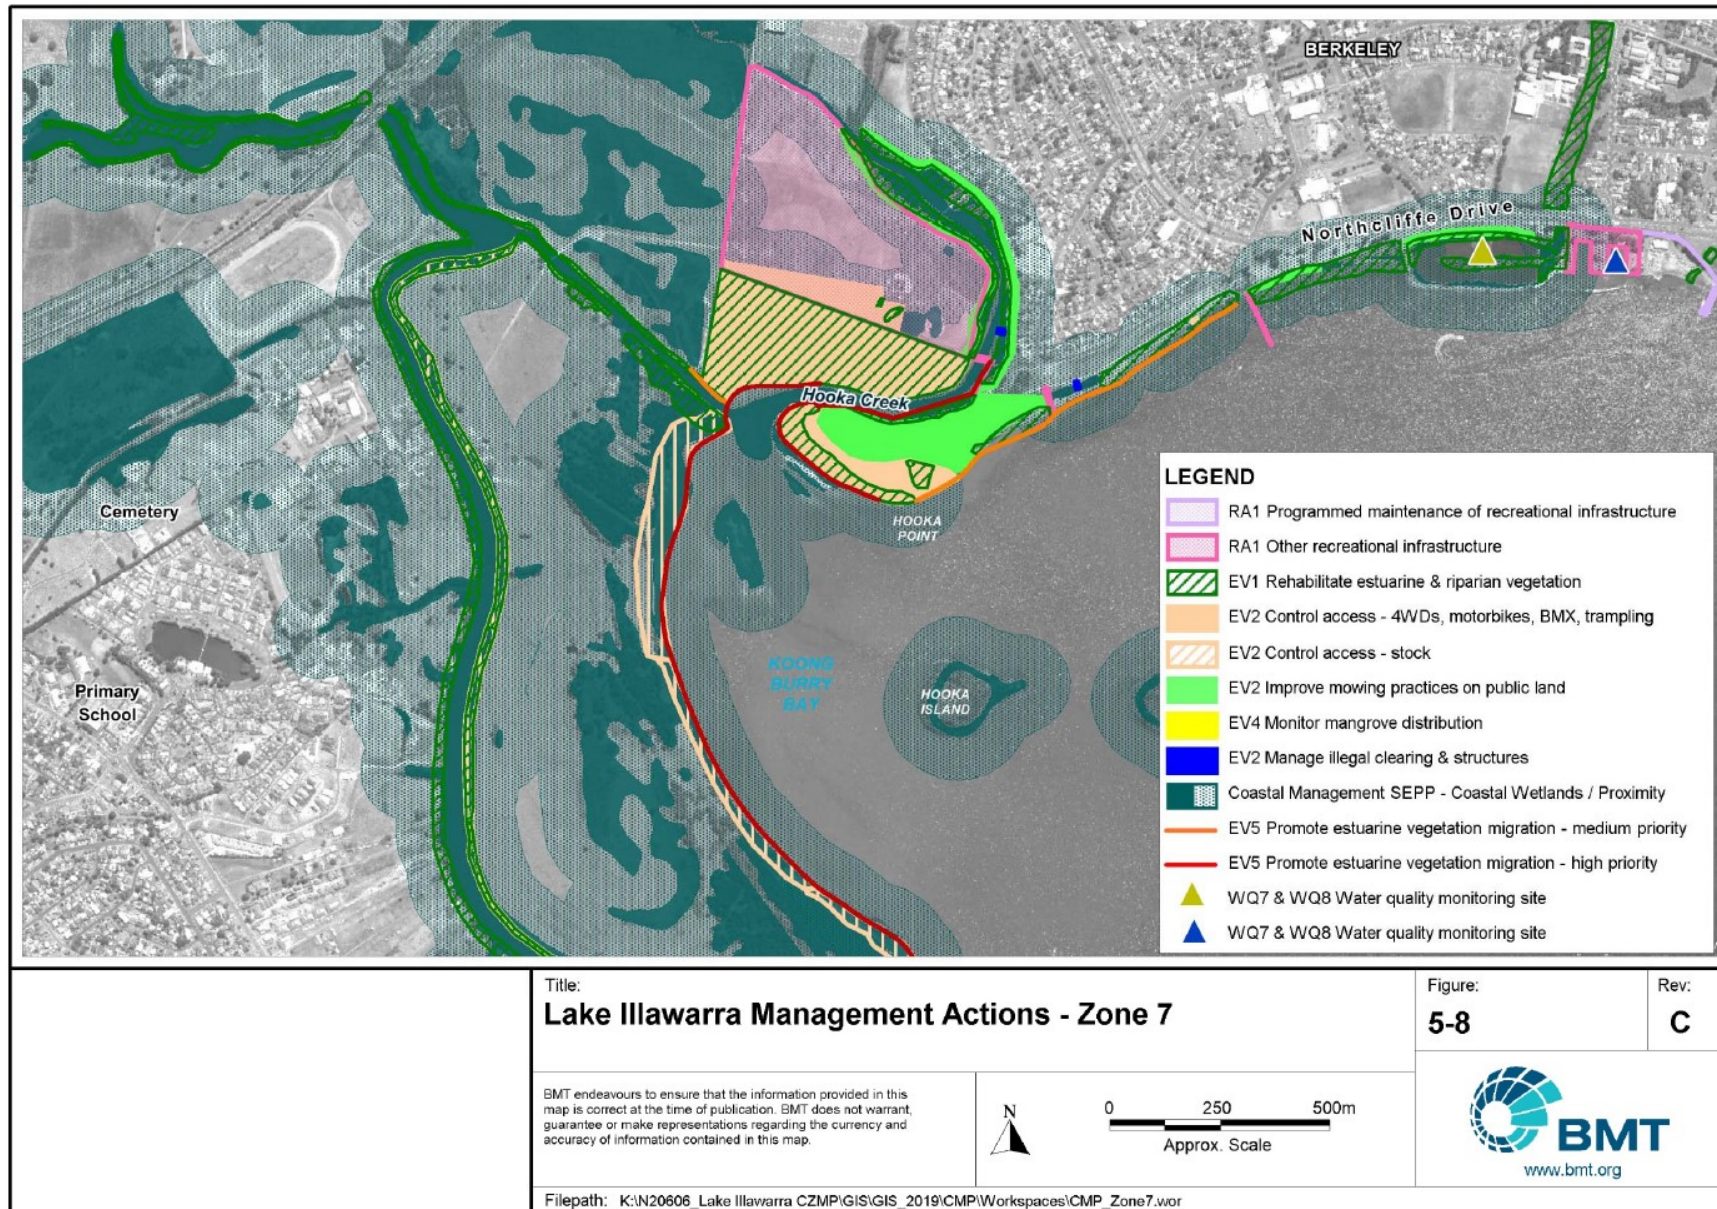 BERKELEY
Northcliffe Drive
Hooka Creek
Cemetery
HOOKA
POINT
KOONG
BURRY
BAY
HOOKA
ISLAND
Primary
School
LEGEND
RA1 Programmed maintenance of recreational infrastructure
RA1 Other recreational infrastructure
EV1 Rehabilitate estuarine & riparian vegetation
EV2 Control access - 4WDs, motorbikes, BMX, trampling
EV2 Control access - stock
EV2 Improve mowing practices on public land
EV4 Monitor mangrove distribution
EV2 Manage illegal clearing & structures
Coastal Management SEPP - Coastal Wetlands / Proximity
EV5 Promote estuarine vegetation migration - medium priority
EV5 Promote estuarine vegetation migration - high priority
WQ7 & WQ8 Water quality monitoring site
WQ7 & WQ8 Water quality monitoring site
Title:
Lake Illawarra Management Actions - Zone 7
Figure:
5-8
Rev:
C
BMT endeavours to ensure that the information provided in this
map is correct at the time of publication. BMT does not warrant,
guarantee or make representations regarding the currency and
accuracy of information contained in this map.
N
0 250 500m
Approx. Scale
BMT
www.bmt.org
Filepath: K:\N20606_Lake Illawarra CZMP\GIS\GIS_2019\CMP\Workspaces\CMP_Zone7.wor